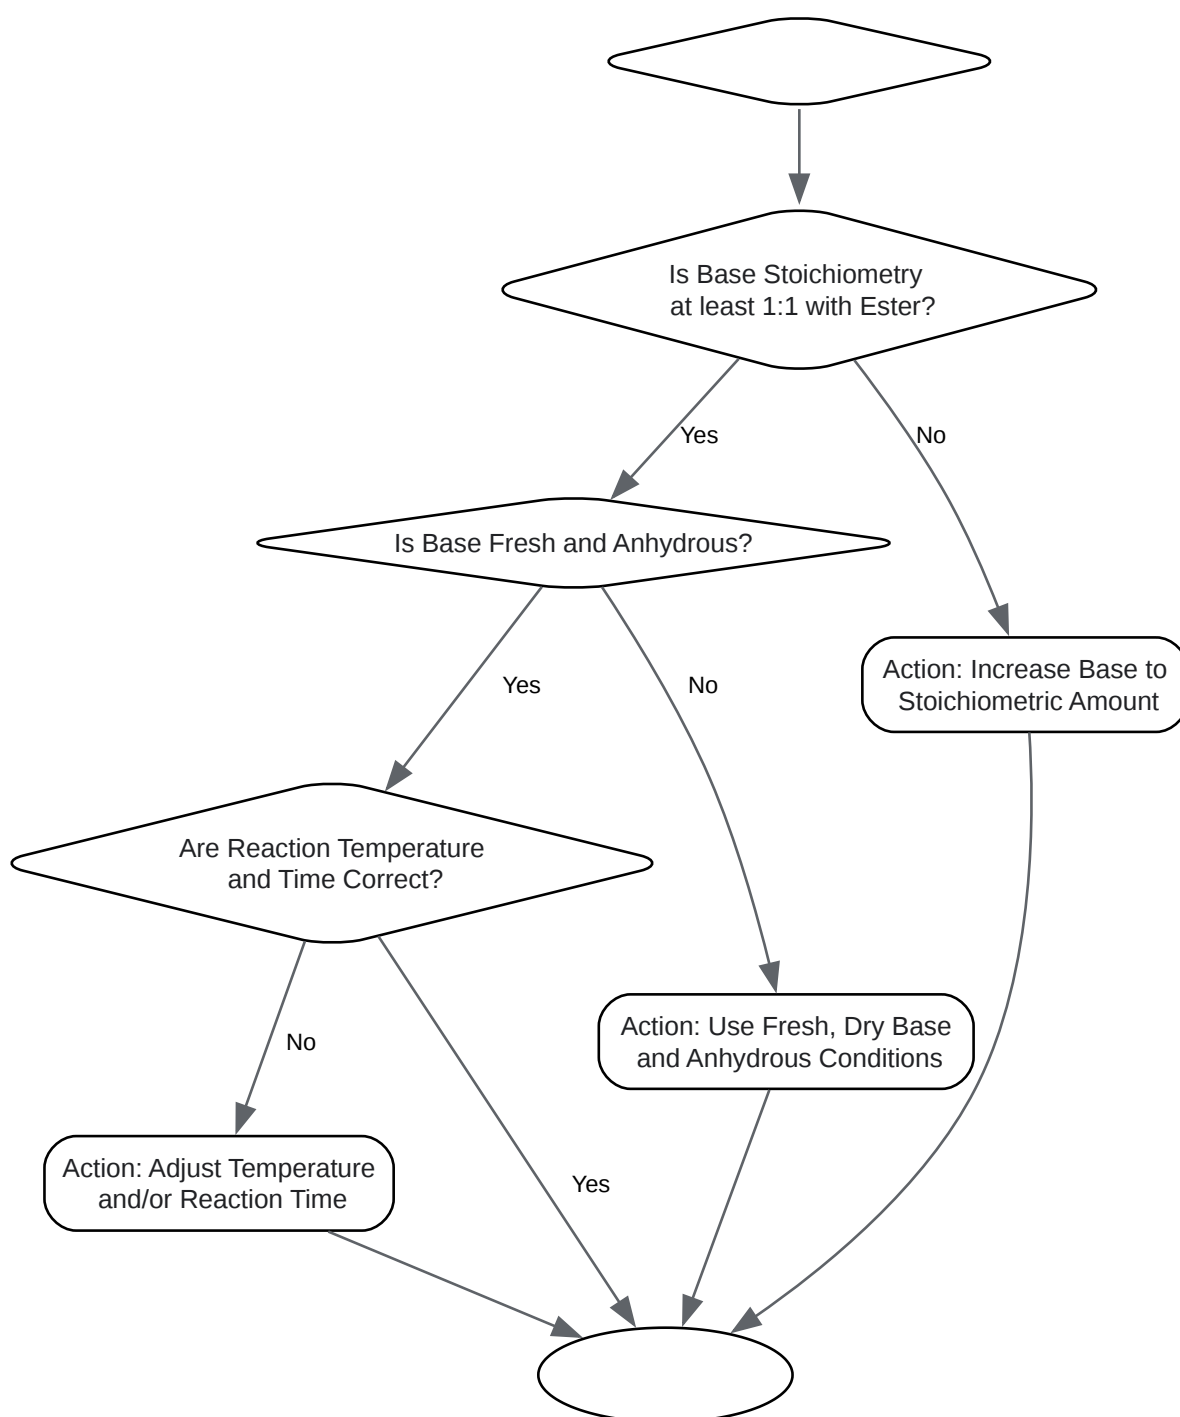 Is Base Stoichiometry
at least 1:1 with Ester?
Yes
No
Is Base Fresh and Anhydrous?
Yes
No
Action: Increase Base to
Stoichiometric Amount
Are Reaction Temperature
and Time Correct?
Action: Use Fresh, Dry Base
and Anhydrous Conditions
No
Action: Adjust Temperature
and/or Reaction Time
Yes